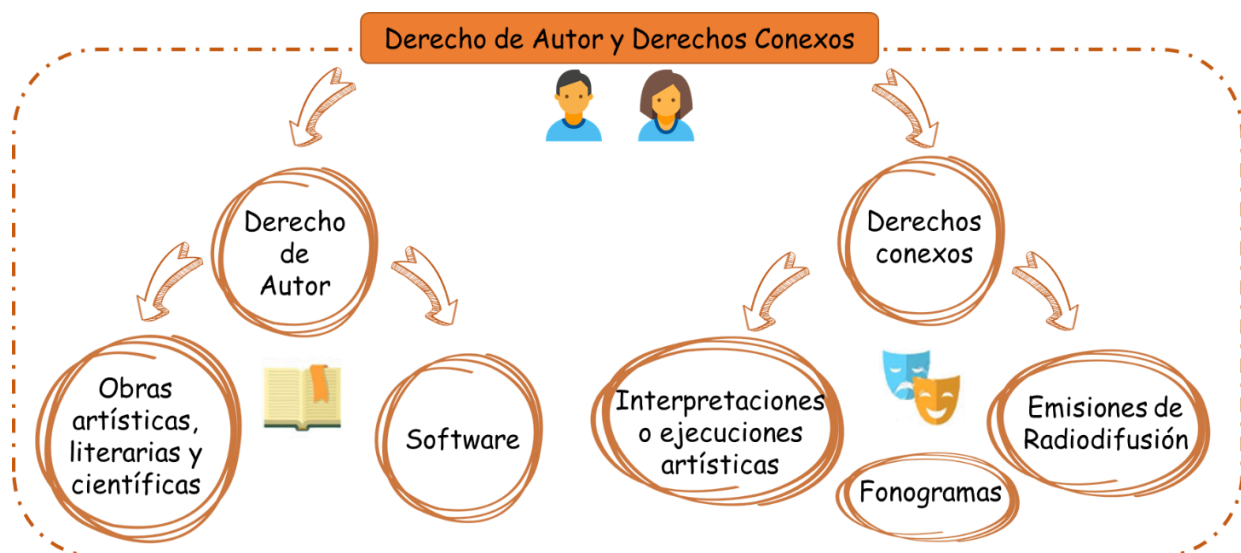 Derecho de Autor y Derechos Conexos
Derecho
de
Autor
Derechos
conexos
Obras
artísticas,
literarias y
científicas
Software
Interpretaciones
o ejecuciones
artísticas
Fonogramas
Emisiones de
Radiodifusión